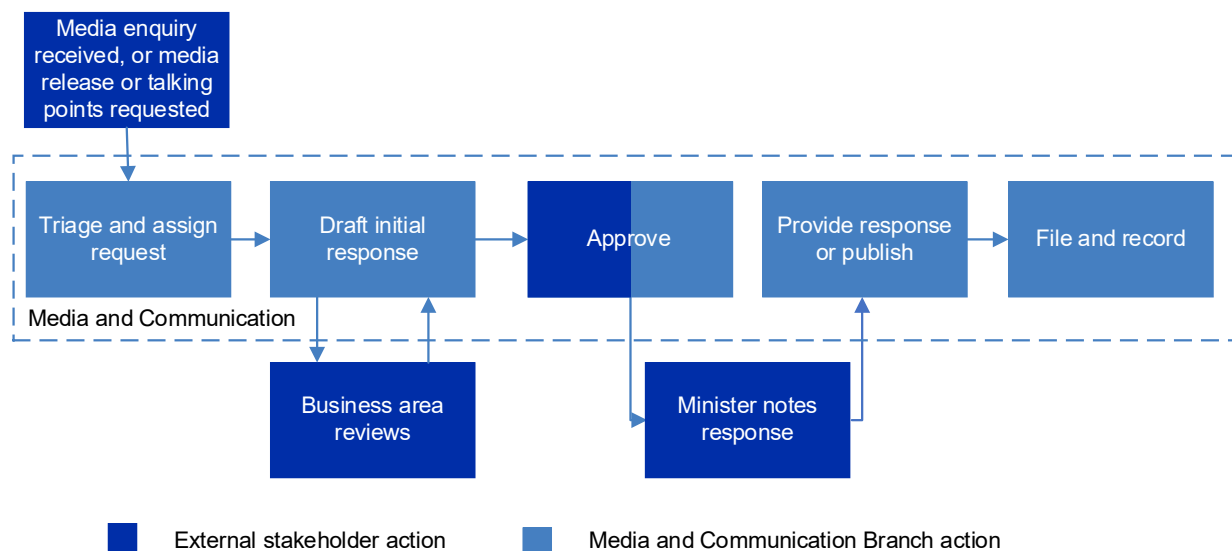 Media enquiry
received, or media
release or talking
points requested
Triage and assign
request
Draft initial
response
Approve
Provide response
or publish
File and record
Media and Communication
Business area
reviews
Minister notes
response
External stakeholder action
Media and Communication Branch action